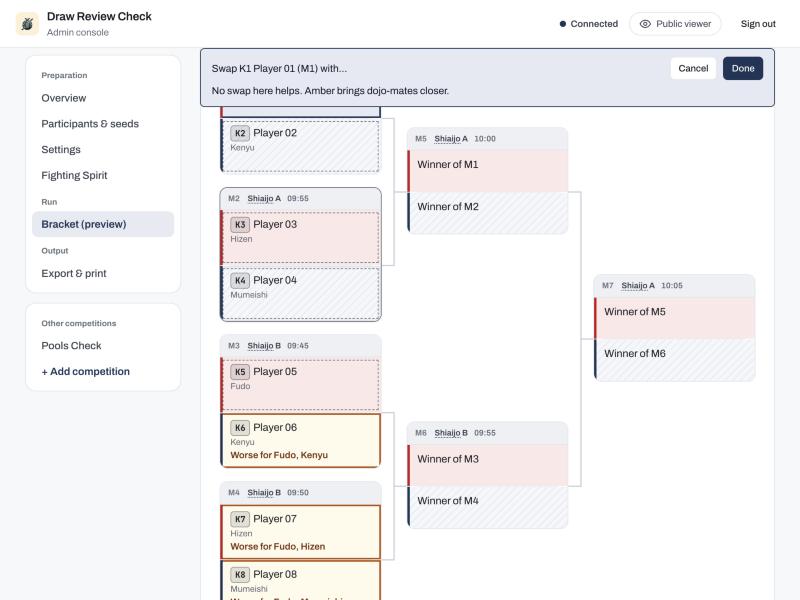 Draw Review Check
Admin console
Connected
Public viewer
Sign out
Preparation
Overview
Participants & seeds
Settings
Fighting Spirit
Run
Bracket (preview)
Output
Export & print
Other competitions
Pools Check
+ Add competition
Swap K1 Player 01 (M1) with…
Cancel
Done
No swap here helps. Amber brings dojo-mates closer.
K2 Player 02
Kenyu
M2 Shiaijo A 09:55
K3 Player 03
Hizen
K4 Player 04
Mumeishi
M3 Shiaijo B 09:45
K5 Player 05
Fudo
K6 Player 06
Kenyu
Worse for Fudo, Kenyu
M4 Shiaijo B 09:50
K7 Player 07
Hizen
Worse for Fudo, Hizen
K8 Player 08
Mumeishi
M5 Shiaijo A 10:00
Winner of M1
Winner of M2
M6 Shiaijo B 09:55
Winner of M3
Winner of M4
M7 Shiaijo A 10:05
Winner of M5
Winner of M6